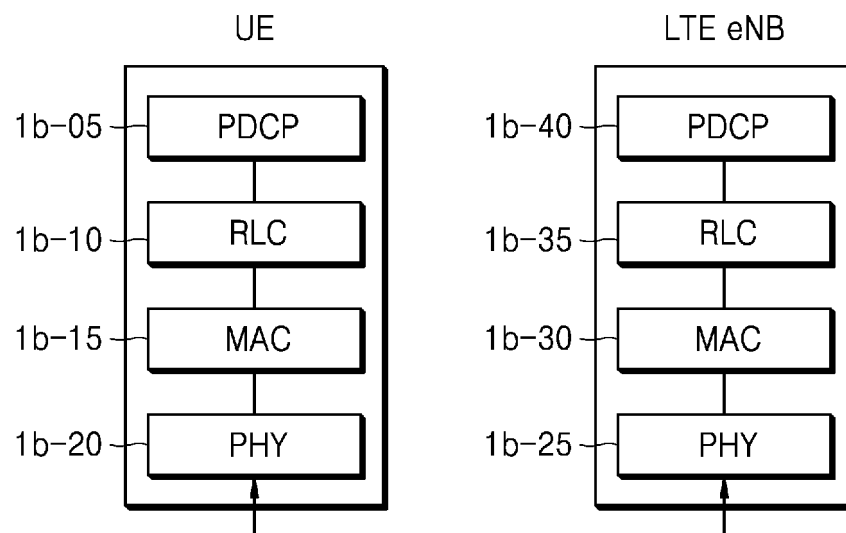 UE LTE eNB
1b-05 PDCP 1b-40 PDCP
1b-10 RLC 1b-35 RLC
1b-15 MAC 1b-30 MAC
1b-20 PHY 1b-25 PHY